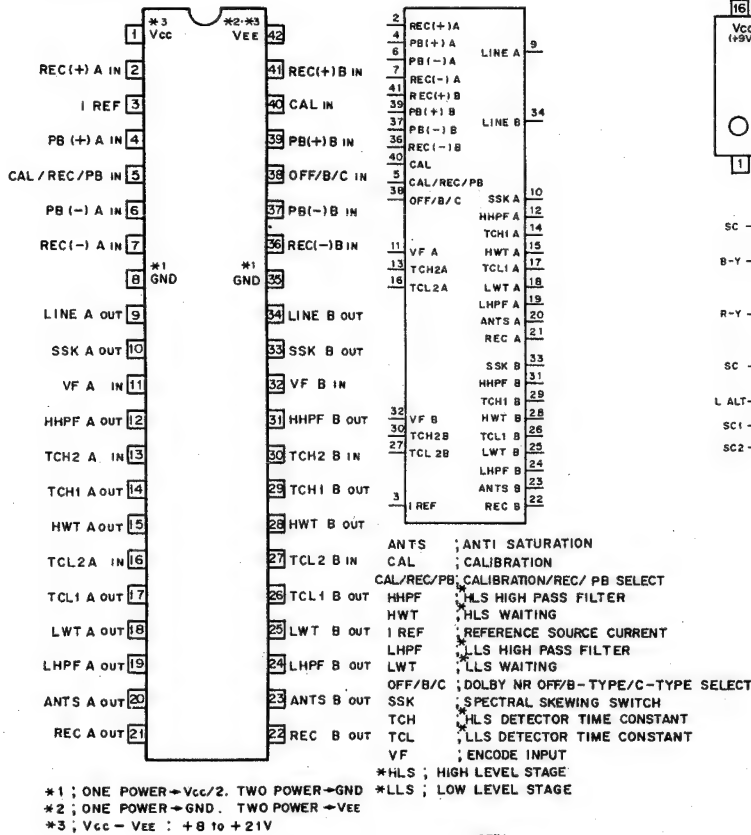 *3 Vcc
*2·*3 VEE
1
42
REC(+) A IN 2
41 REC(+)B IN
I REF 3
40 CAL IN
PB (+) A IN 4
39 PB(+)B IN
CAL/REC/PB IN 5
38 OFF/B/C IN
PB (-) A IN 6
37 PB(-)B IN
REC(-) A IN 7
36 REC(-)B IN
8 *1 GND
*1 GND 35
LINE A OUT 9
34 LINE B OUT
SSK A OUT 10
33 SSK B OUT
VF A IN 11
32 VF B IN
HHPF A OUT 12
31 HHPF B OUT
TCH2 A IN 13
30 TCH2 B IN
TCH1 A OUT 14
29 TCH1 B OUT
HWT A OUT 15
28 HWT B OUT
TCL2A IN 16
27 TCL2 B IN
TCL1 A OUT 17
26 TCL1 B OUT
LWT A OUT 18
25 LWT B OUT
LHPF A OUT 19
24 LHPF B OUT
ANTS A OUT 20
23 ANTS B OUT
REC A OUT 21
22 REC B OUT
*1 ; ONE POWER→Vcc/2. TWO POWER→GND
*2 ; ONE POWER→GND. TWO POWER→VEE
*3 ; Vcc – VEE : +8 to +21V
2 REC(+)A
4 PB(+)A
6 PB(-)A
7 REC(-)A
41 REC(+)B
39 PB(+)B
37 PB(-)B
36 REC(-)B
40 CAL
5 CAL/REC/PB
38 OFF/B/C
11 VF A
13 TCH2A
16 TCL2A
32 VF B
30 TCH2B
27 TCL 2B
3 I REF
LINE A 9
LINE B 34
SSK A 10
HHPF A 12
TCH1 A 14
HWT A 15
TCL1 A 17
LWT A 18
LHPF A 19
ANTS A 20
REC A 21
SSK B 33
HHPF B 31
TCH1 B 29
HWT B 28
TCL1 B 26
LWT B 25
LHPF B 24
ANTS B 23
REC B 22
ANTS ; ANTI SATURATION
CAL ; CALIBRATION
CAL/REC/PB ; CALIBRATION/REC/ PB SELECT
HHPF ; *HLS HIGH PASS FILTER
HWT ; *HLS WAITING
I REF ; REFERENCE SOURCE CURRENT
LHPF ; *LLS HIGH PASS FILTER
LWT ; *LLS WAITING
OFF/B/C ; DOLBY NR OFF/B-TYPE/C-TYPE SELECT
SSK ; SPECTRAL SKEWING SWITCH
TCH ; *HLS DETECTOR TIME CONSTANT
TCL ; *LLS DETECTOR TIME CONSTANT
VF ; ENCODE INPUT
*HLS ; HIGH LEVEL STAGE
*LLS ; LOW LEVEL STAGE
16
Vcc
(+9V
1
SC
B-Y
R-Y
SC
L ALT
SC1
SC2